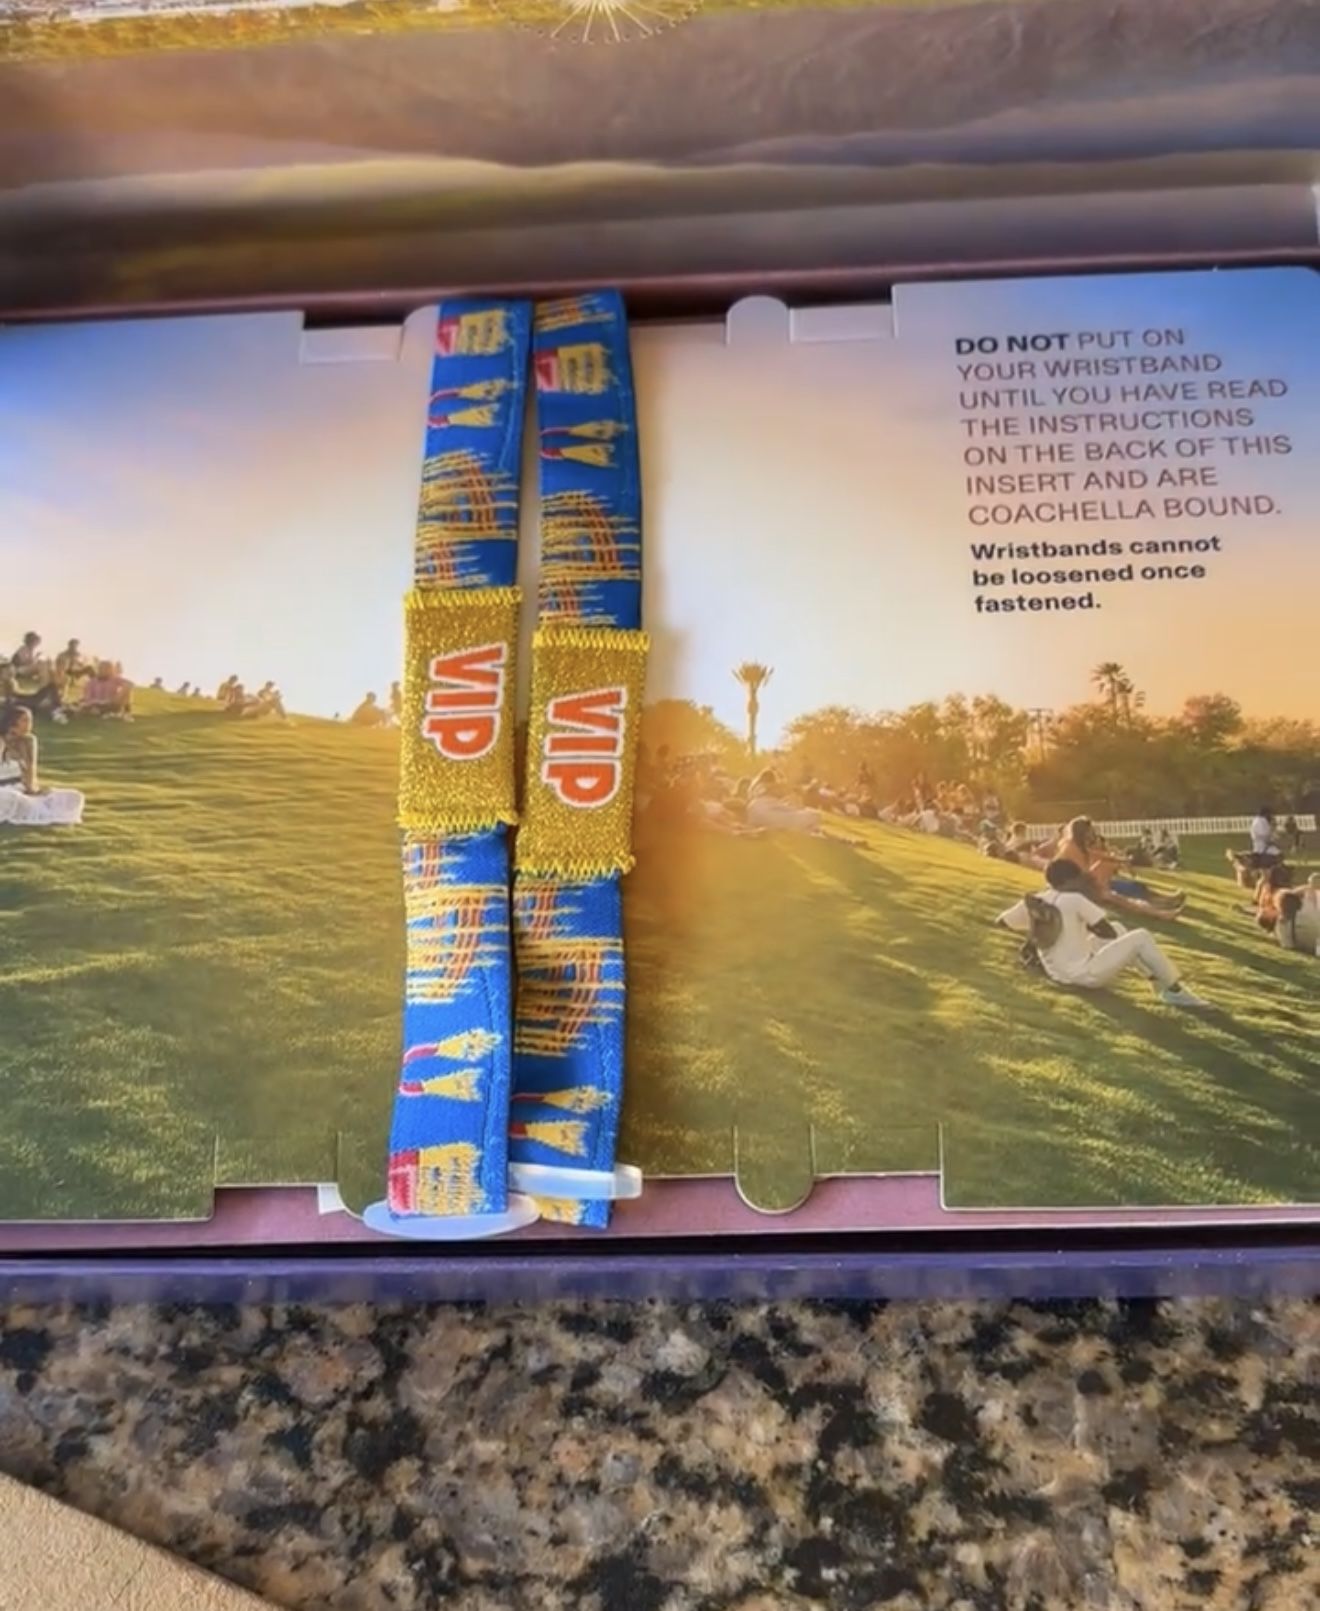 DO NOT PUT ON
YOUR WRISTBAND
UNTIL YOU HAVE READ
THE INSTRUCTIONS
ON THE BACK OF THIS
INSERT AND ARE
COACHELLA BOUND.
Wristbands cannot
be loosened once
fastened.
VIP
VIP